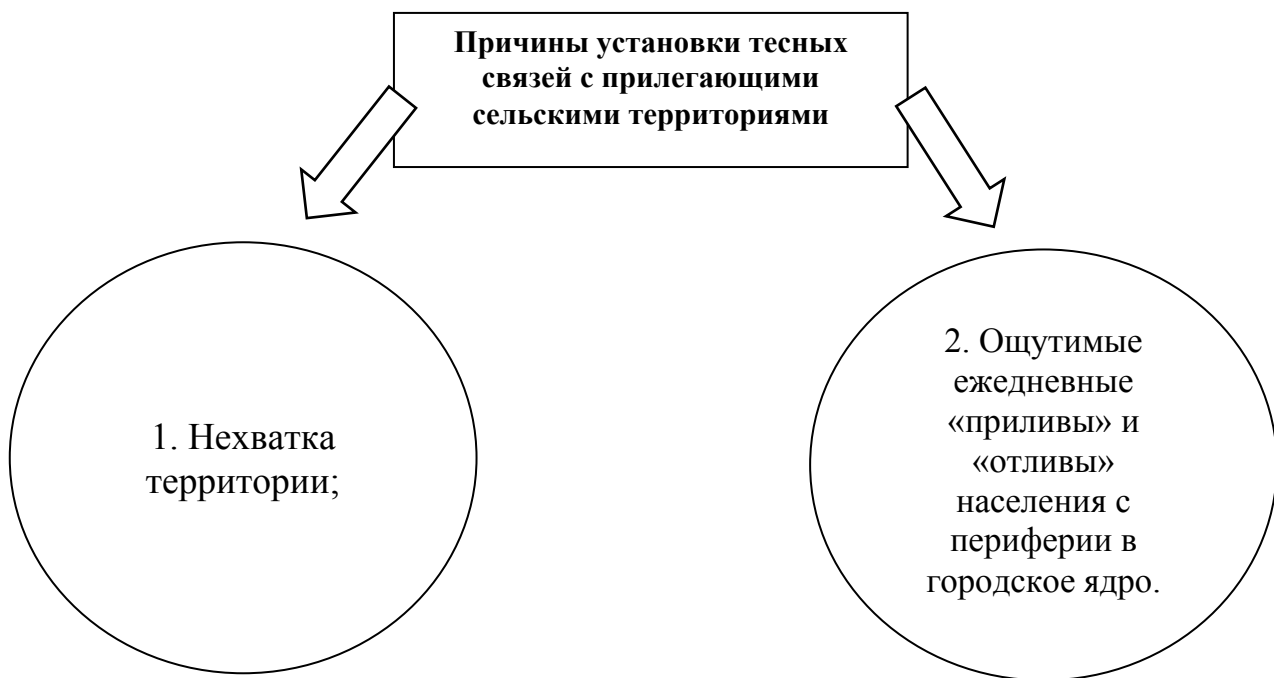 Причины установки тесных
связей с прилегающими
сельскими территориями
1. Нехватка
территории;
2. Ощутимые
ежедневные
«приливы» и
«отливы»
населения с
периферии в
городское ядро.